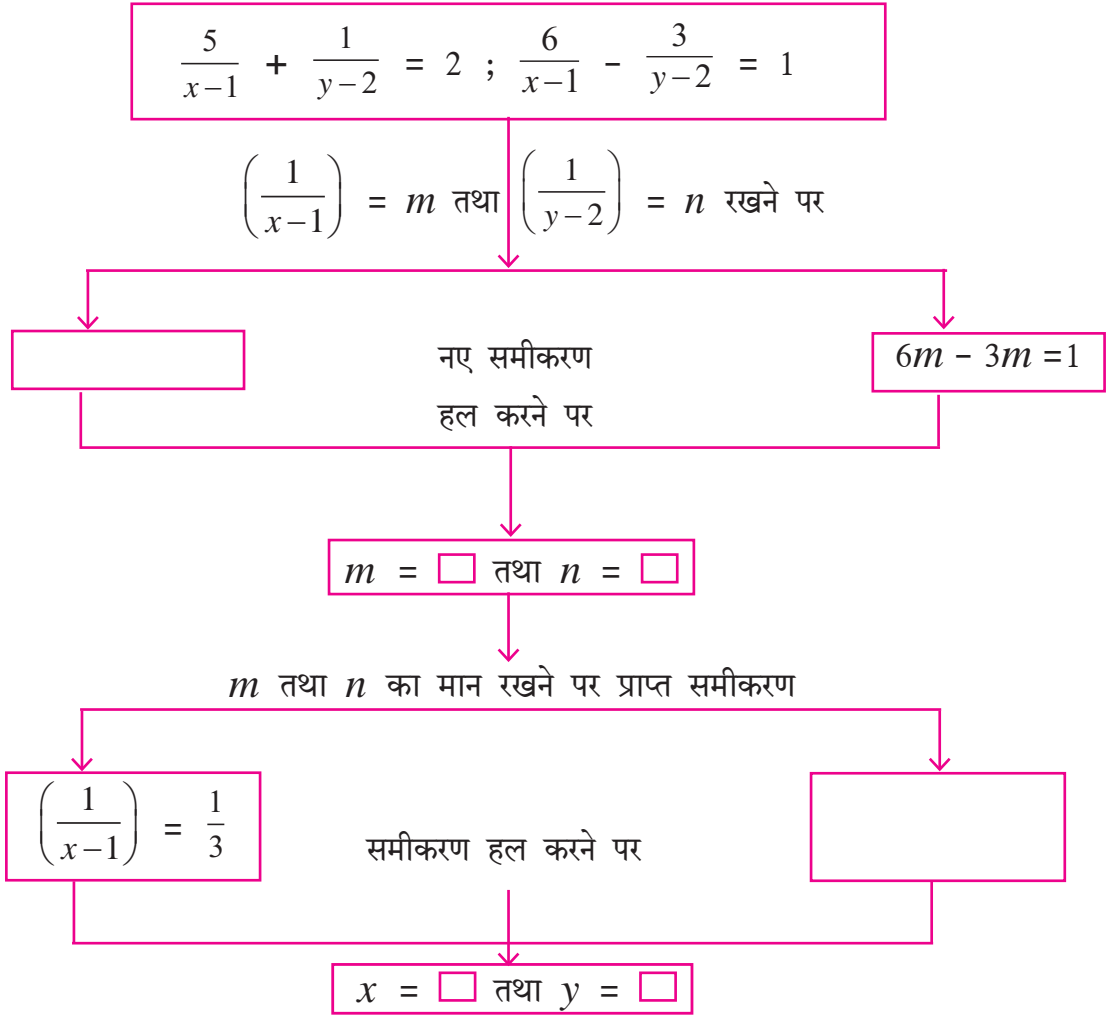 5/(x−1) + 1/(y−2) = 2 ; 6/(x−1) - 3/(y−2) = 1
(1/(x−1)) = m तथा (1/(y−2)) = n रखने पर
नए समीकरण
6m - 3m =1
हल करने पर
m = □ तथा n = □
m तथा n का मान रखने पर प्राप्त समीकरण
(1/(x−1)) = 1/3
समीकरण हल करने पर
x = □ तथा y = □